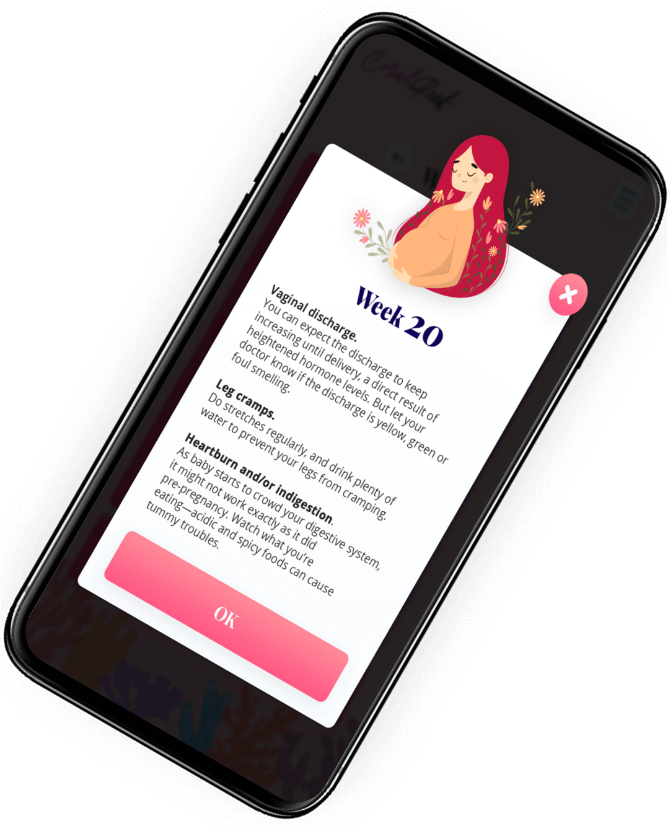 Week 20
Vaginal discharge.
You can expect the discharge to keep
increasing until delivery, a direct result of
heightened hormone levels. But let your
doctor know if the discharge is yellow, green or
foul smelling.
Leg cramps.
Do stretches regularly, and drink plenty of
water to prevent your legs from cramping.
Heartburn and/or indigestion.
As baby starts to crowd your digestive system,
it might not work exactly as it did
pre-pregnancy. Watch what you're
eating—acidic and spicy foods can cause
tummy troubles.
OK